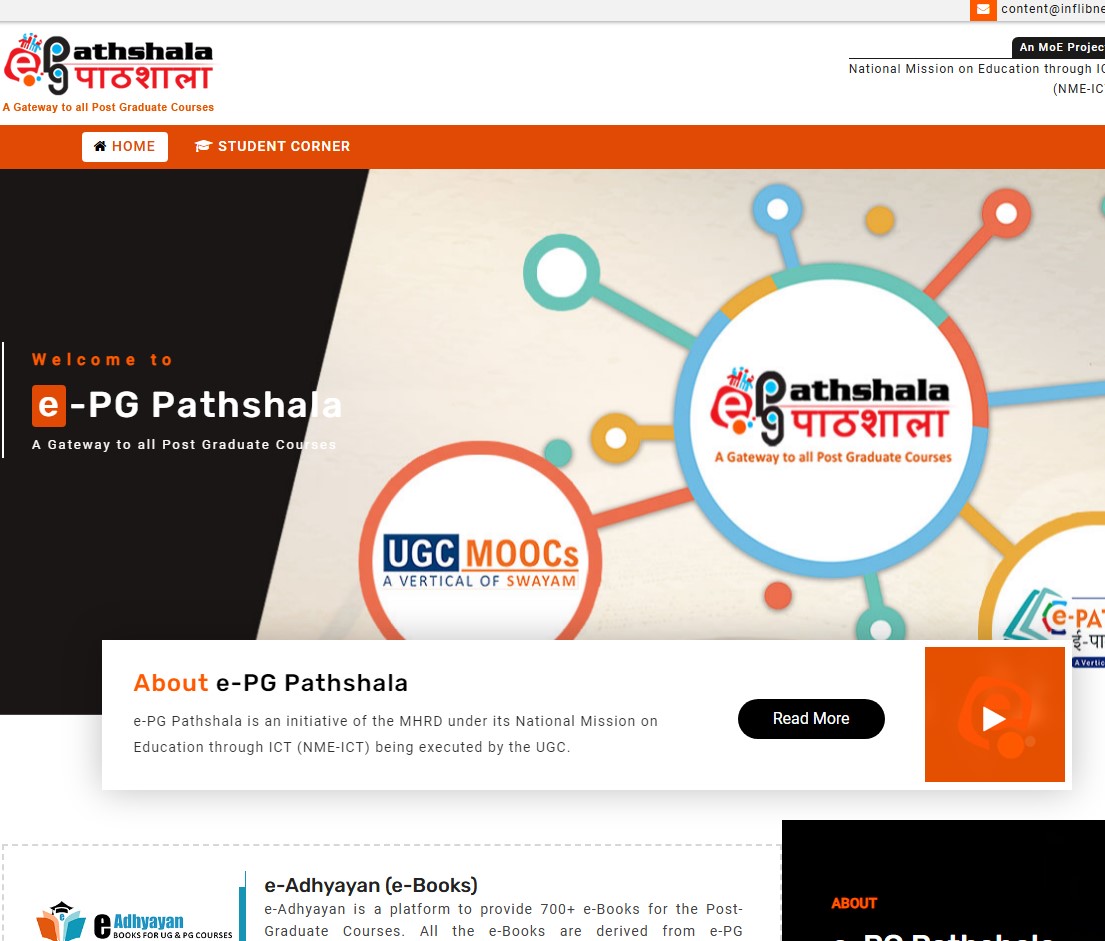 content@inflibne
ePg Pathshala
पाठशाला
A Gateway to all Post Graduate Courses
An MoE Projec
National Mission on Education through IC
(NME-IC
HOME
STUDENT CORNER
Welcome to
e-PG Pathshala
A Gateway to all Post Graduate Courses
ePg Pathshala
पाठशाला
A Gateway to all Post Graduate Courses
UGC MOOCs
A VERTICAL OF SWAYAM
e-PA
ई-पा
A Vertic
About e-PG Pathshala
e-PG Pathshala is an initiative of the MHRD under its National Mission on
Education through ICT (NME-ICT) being executed by the UGC.
Read More
e-Adhyayan (e-Books)
e-Adhyayan is a platform to provide 700+ e-Books for the Post-
Graduate Courses. All the e-Books are derived from e-PG
e Adhyayan
BOOKS FOR UG & PG COURSES
ABOUT
e-PG Pathshala